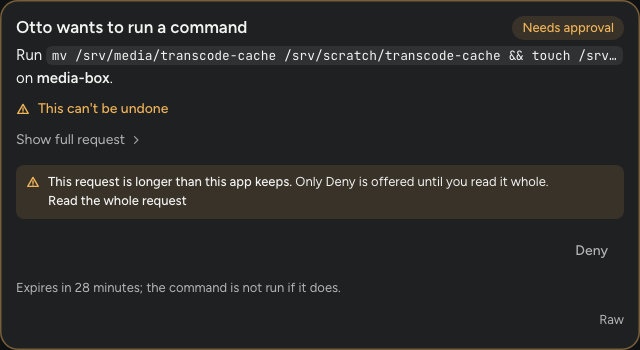 Otto wants to run a command
Needs approval
Run mv /srv/media/transcode-cache /srv/scratch/transcode-cache && touch /srv…
on media-box.
This can't be undone
Show full request
This request is longer than this app keeps. Only Deny is offered until you read it whole.
Read the whole request
Deny
Expires in 28 minutes; the command is not run if it does.
Raw